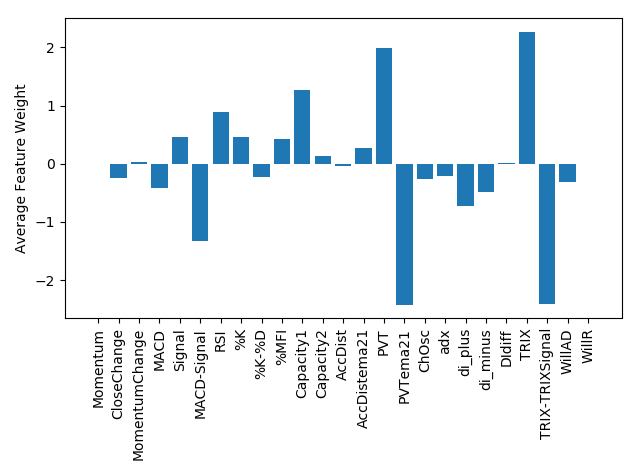 Average Feature Weight
2
1
0
−1
−2
Momentum
CloseChange
MomentumChange
MACD
Signal
MACD-Signal
RSI
%K
%K-%D
%MFI
Capacity1
Capacity2
AccDist
AccDistema21
PVT
PVTema21
ChOsc
adx
di_plus
di_minus
DIdiff
TRIX
TRIX-TRIXSignal
WillAD
WillR